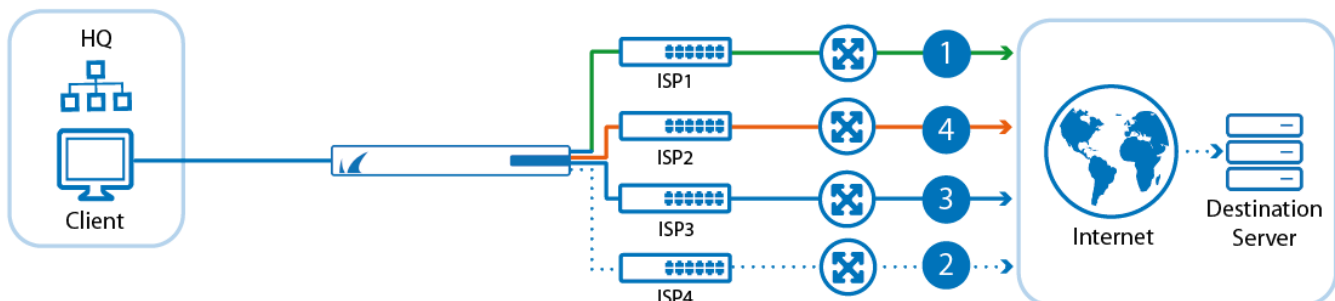 HQ
Client
ISP1
1
ISP2
4
ISP3
3
ISP4
2
Internet
Destination
Server